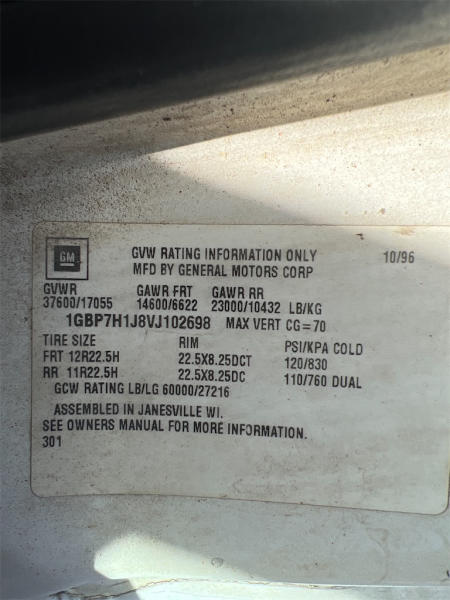 GM
GVW RATING INFORMATION ONLY 10/96
MFD BY GENERAL MOTORS CORP
GVWR GAWR FRT GAWR RR
37600/17055 14600/6622 23000/10432 LB/KG
1GBP7H1J8VJ102698 MAX VERT CG=70
TIRE SIZE RIM PSI/KPA COLD
FRT 12R22.5H 22.5X8.25DCT 120/830
RR 11R22.5H 22.5X8.25DC 110/760 DUAL
GCW RATING LB/LG 60000/27216
ASSEMBLED IN JANESVILLE WI.
SEE OWNERS MANUAL FOR MORE INFORMATION.
301